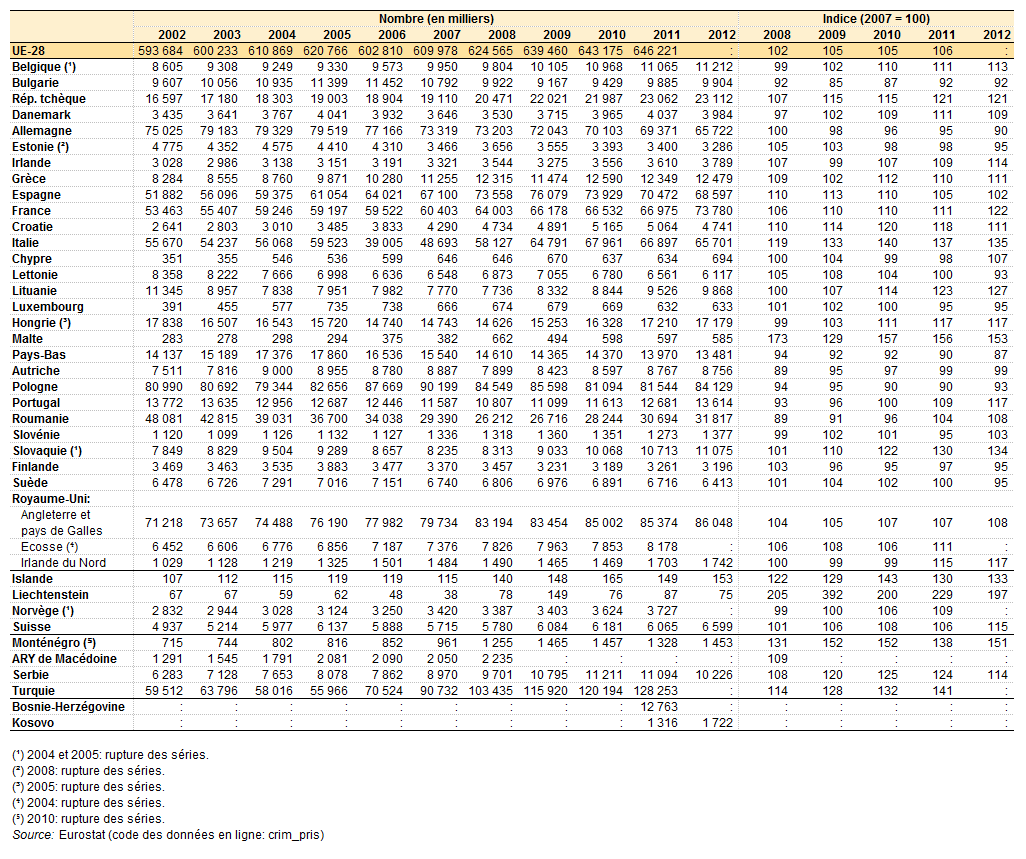 Nombre (en milliers) Indice (2007 = 100)
2002 2003 2004 2005 2006 2007 2008 2009 2010 2011 2012 2008 2009 2010 2011 2012
UE-28 593 684 600 233 610 869 620 766 602 810 609 978 624 565 639 460 643 175 646 221 : 102 105 105 106 :
Belgique (¹) 8 605 9 308 9 249 9 330 9 573 9 950 9 804 10 105 10 968 11 065 11 212 99 102 110 111 113
Bulgarie 9 607 10 056 10 935 11 399 11 452 10 792 9 922 9 167 9 429 9 885 9 904 92 85 87 92 92
Rép. tchèque 16 597 17 180 18 303 19 003 18 904 19 110 20 471 22 021 21 987 23 062 23 112 107 115 115 121 121
Danemark 3 435 3 641 3 767 4 041 3 932 3 646 3 530 3 715 3 965 4 037 3 984 97 102 109 111 109
Allemagne 75 025 79 183 79 329 79 519 77 166 73 319 73 203 72 043 70 103 69 371 65 722 100 98 96 95 90
Estonie (²) 4 775 4 352 4 575 4 410 4 310 3 466 3 656 3 555 3 393 3 400 3 286 105 103 98 98 95
Irlande 3 028 2 986 3 138 3 151 3 191 3 321 3 544 3 275 3 556 3 610 3 789 107 99 107 109 114
Grèce 8 284 8 555 8 760 9 871 10 280 11 255 12 315 11 474 12 590 12 349 12 479 109 102 112 110 111
Espagne 51 882 56 096 59 375 61 054 64 021 67 100 73 558 76 079 73 929 70 472 68 597 110 113 110 105 102
France 53 463 55 407 59 246 59 197 59 522 60 403 64 003 66 178 66 532 66 975 73 780 106 110 110 111 122
Croatie 2 641 2 803 3 010 3 485 3 833 4 290 4 734 4 891 5 165 5 064 4 741 110 114 120 118 111
Italie 55 670 54 237 56 068 59 523 39 005 48 693 58 127 64 791 67 961 66 897 65 701 119 133 140 137 135
Chypre 351 355 546 536 599 646 646 670 637 634 694 100 104 99 98 107
Lettonie 8 358 8 222 7 666 6 998 6 636 6 548 6 873 7 055 6 780 6 561 6 117 105 108 104 100 93
Lituanie 11 345 8 957 7 838 7 951 7 982 7 770 7 736 8 332 8 844 9 526 9 868 100 107 114 123 127
Luxembourg 391 455 577 735 738 666 674 679 669 632 633 101 102 100 95 95
Hongrie (³) 17 838 16 507 16 543 15 720 14 740 14 743 14 626 15 253 16 328 17 210 17 179 99 103 111 117 117
Malte 283 278 298 294 375 382 662 494 598 597 585 173 129 157 156 153
Pays-Bas 14 137 15 189 17 376 17 860 16 536 15 540 14 610 14 365 14 370 13 970 13 481 94 92 92 90 87
Autriche 7 511 7 816 9 000 8 955 8 780 8 887 7 899 8 423 8 597 8 767 8 756 89 95 97 99 99
Pologne 80 990 80 692 79 344 82 656 87 669 90 199 84 549 85 598 81 094 81 544 84 129 94 95 90 90 93
Portugal 13 772 13 635 12 956 12 687 12 446 11 587 10 807 11 099 11 613 12 681 13 614 93 96 100 109 117
Roumanie 48 081 42 815 39 031 36 700 34 038 29 390 26 212 26 716 28 244 30 694 31 817 89 91 96 104 108
Slovénie 1 120 1 099 1 126 1 132 1 127 1 336 1 318 1 360 1 351 1 273 1 377 99 102 101 95 103
Slovaquie (¹) 7 849 8 829 9 504 9 289 8 657 8 235 8 313 9 033 10 068 10 713 11 075 101 110 122 130 134
Finlande 3 469 3 463 3 535 3 883 3 477 3 370 3 457 3 231 3 189 3 261 3 196 103 96 95 97 95
Suède 6 478 6 726 7 291 7 016 7 151 6 740 6 806 6 976 6 891 6 716 6 413 101 104 102 100 95
Royaume-Uni:
Angleterre et
pays de Galles 71 218 73 657 74 488 76 190 77 982 79 734 83 194 83 454 85 002 85 374 86 048 104 105 107 107 108
Ecosse (⁴) 6 452 6 606 6 776 6 856 7 187 7 376 7 826 7 963 7 853 8 178 : 106 108 106 111 :
Irlande du Nord 1 029 1 128 1 219 1 325 1 501 1 484 1 490 1 465 1 469 1 703 1 742 100 99 99 115 117
Islande 107 112 115 119 119 115 140 148 165 149 153 122 129 143 130 133
Liechtenstein 67 67 59 62 48 38 78 149 76 87 75 205 392 200 229 197
Norvège (¹) 2 832 2 944 3 028 3 124 3 250 3 420 3 387 3 403 3 624 3 727 : 99 100 106 109 :
Suisse 4 937 5 214 5 977 6 137 5 888 5 715 5 780 6 084 6 181 6 065 6 599 101 106 108 106 115
Monténégro (⁵) 715 744 802 816 852 961 1 255 1 465 1 457 1 328 1 453 131 152 152 138 151
ARY de Macédoine 1 291 1 545 1 791 2 081 2 090 2 050 2 235 : : : : 109 : : : :
Serbie 6 283 7 128 7 653 8 078 7 862 8 970 9 701 10 795 11 211 11 094 10 226 108 120 125 124 114
Turquie 59 512 63 796 58 016 55 966 70 524 90 732 103 435 115 920 120 194 128 253 : 114 128 132 141 :
Bosnie-Herzégovine : : : : : : : : : 12 763 : : : : : :
Kosovo : : : : : : : : : 1 316 1 722 : : : : :
(¹) 2004 et 2005: rupture des séries.
(²) 2008: rupture des séries.
(³) 2005: rupture des séries.
(⁴) 2004: rupture des séries.
(⁵) 2010: rupture des séries.
Source: Eurostat (code des données en ligne: crim_pris)